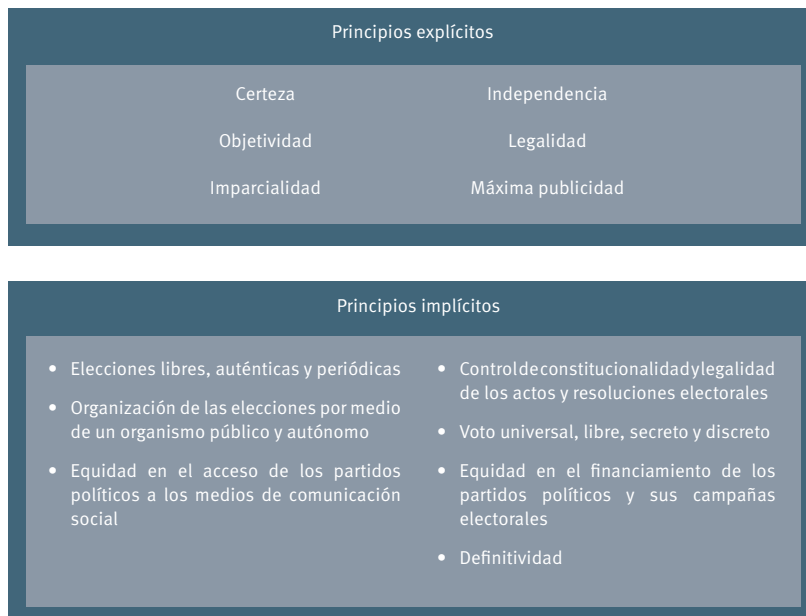 Principios explícitos
Certeza
Independencia
Objetividad
Legalidad
Imparcialidad
Máxima publicidad
Principios implícitos
• Elecciones libres, auténticas y periódicas
• Organización de las elecciones por medio
de un organismo público y autónomo
• Equidad en el acceso de los partidos
políticos a los medios de comunicación
social
• Controldeconstitucionalidadylegalidad
de los actos y resoluciones electorales
• Voto universal, libre, secreto y discreto
• Equidad en el financiamiento de los
partidos políticos y sus campañas
electorales
• Definitividad